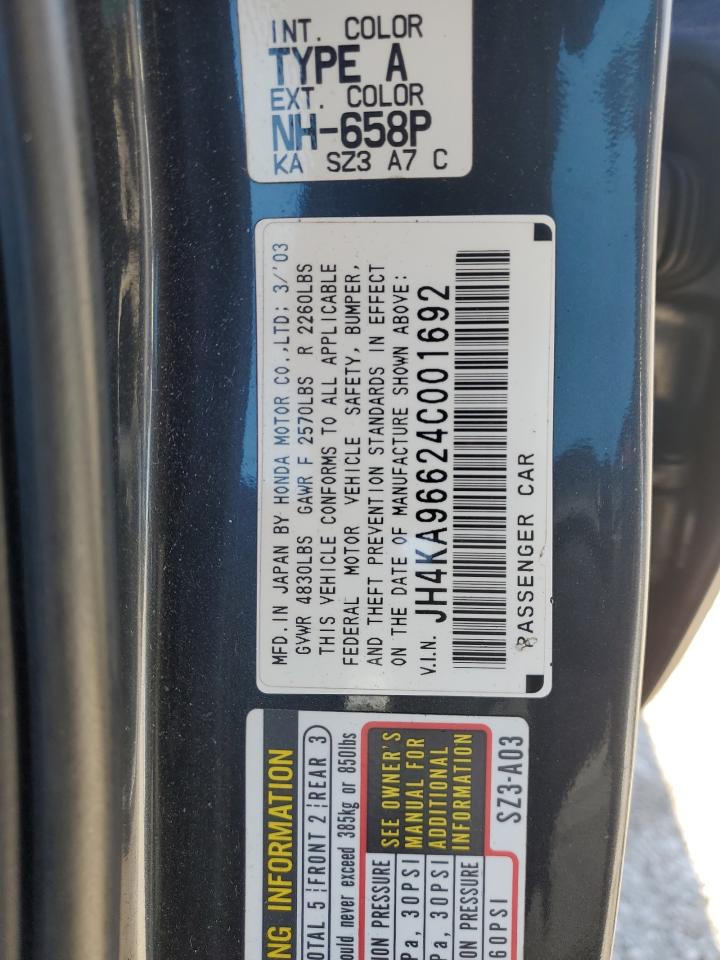 INT. COLOR
TYPE A
EXT. COLOR
NH-658P
KA SZ3 A7 C
MFD. IN JAPAN BY HONDA MOTOR CO., LTD: 3/'03
GVWR 4830LBS GAWR F 2570LBS R 2260LBS
THIS VEHICLE CONFORMS TO ALL APPLICABLE
FEDERAL MOTOR VEHICLE SAFETY, BUMPER,
AND THEFT PREVENTION STANDARDS IN EFFECT
ON THE DATE OF MANUFACTURE SHOWN ABOVE:
V.I.N. JH4KA96624C001692
PASSENGER CAR
NG INFORMATION
OTAL 5 FRONT 2 REAR 3
ould never exceed 385kg or 850lbs
ION PRESSURE
Pa, 30PSI
Pa, 30PSI
ION PRESSURE
60PSI
SEE OWNER'S
MANUAL FOR
ADDITIONAL
INFORMATION
SZ3-A03